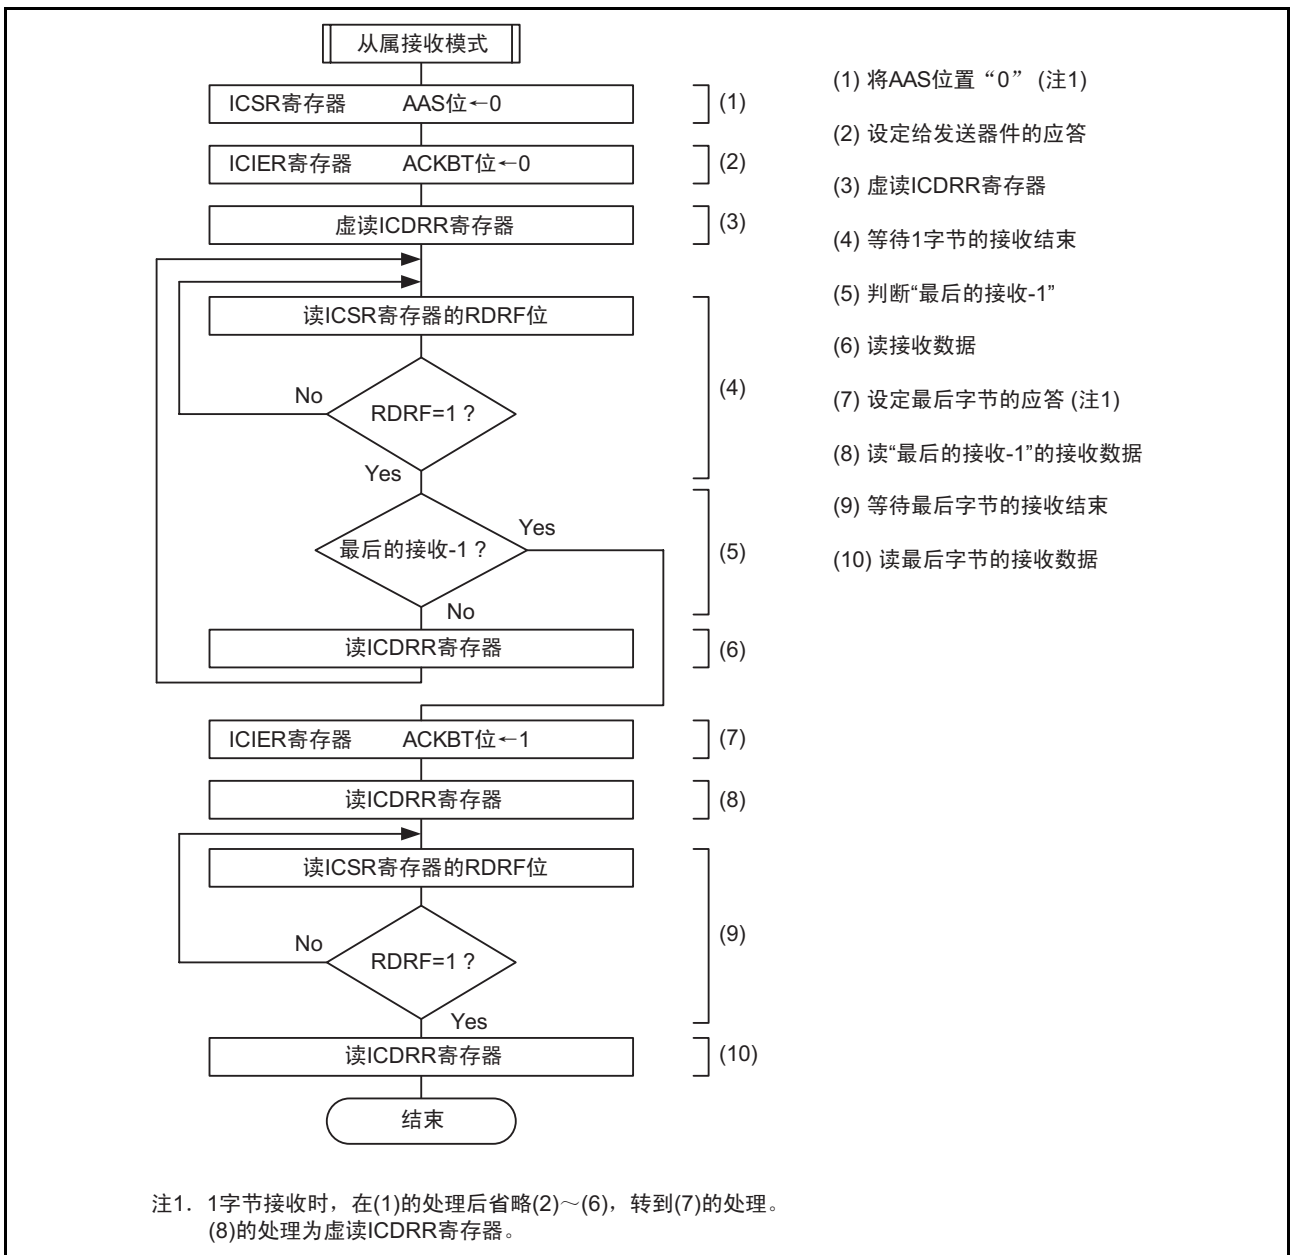 从属接收模式
ICSR寄存器 AAS位←0
(1)
ICIER寄存器 ACKBT位←0
(2)
虚读ICDRR寄存器
(3)
读ICSR寄存器的RDRF位
No
RDRF=1 ?
(4)
Yes
Yes
最后的接收-1 ?
(5)
No
读ICDRR寄存器
(6)
ICIER寄存器 ACKBT位←1
(7)
读ICDRR寄存器
(8)
读ICSR寄存器的RDRF位
No
RDRF=1 ?
(9)
Yes
读ICDRR寄存器
(10)
结束
(1) 将AAS位置“0” (注1)
(2) 设定给发送器件的应答
(3) 虚读ICDRR寄存器
(4) 等待1字节的接收结束
(5) 判断“最后的接收-1”
(6) 读接收数据
(7) 设定最后字节的应答 (注1)
(8) 读“最后的接收-1”的接收数据
(9) 等待最后字节的接收结束
(10) 读最后字节的接收数据
注1. 1字节接收时，在(1)的处理后省略(2)～(6)，转到(7)的处理。
(8)的处理为虚读ICDRR寄存器。